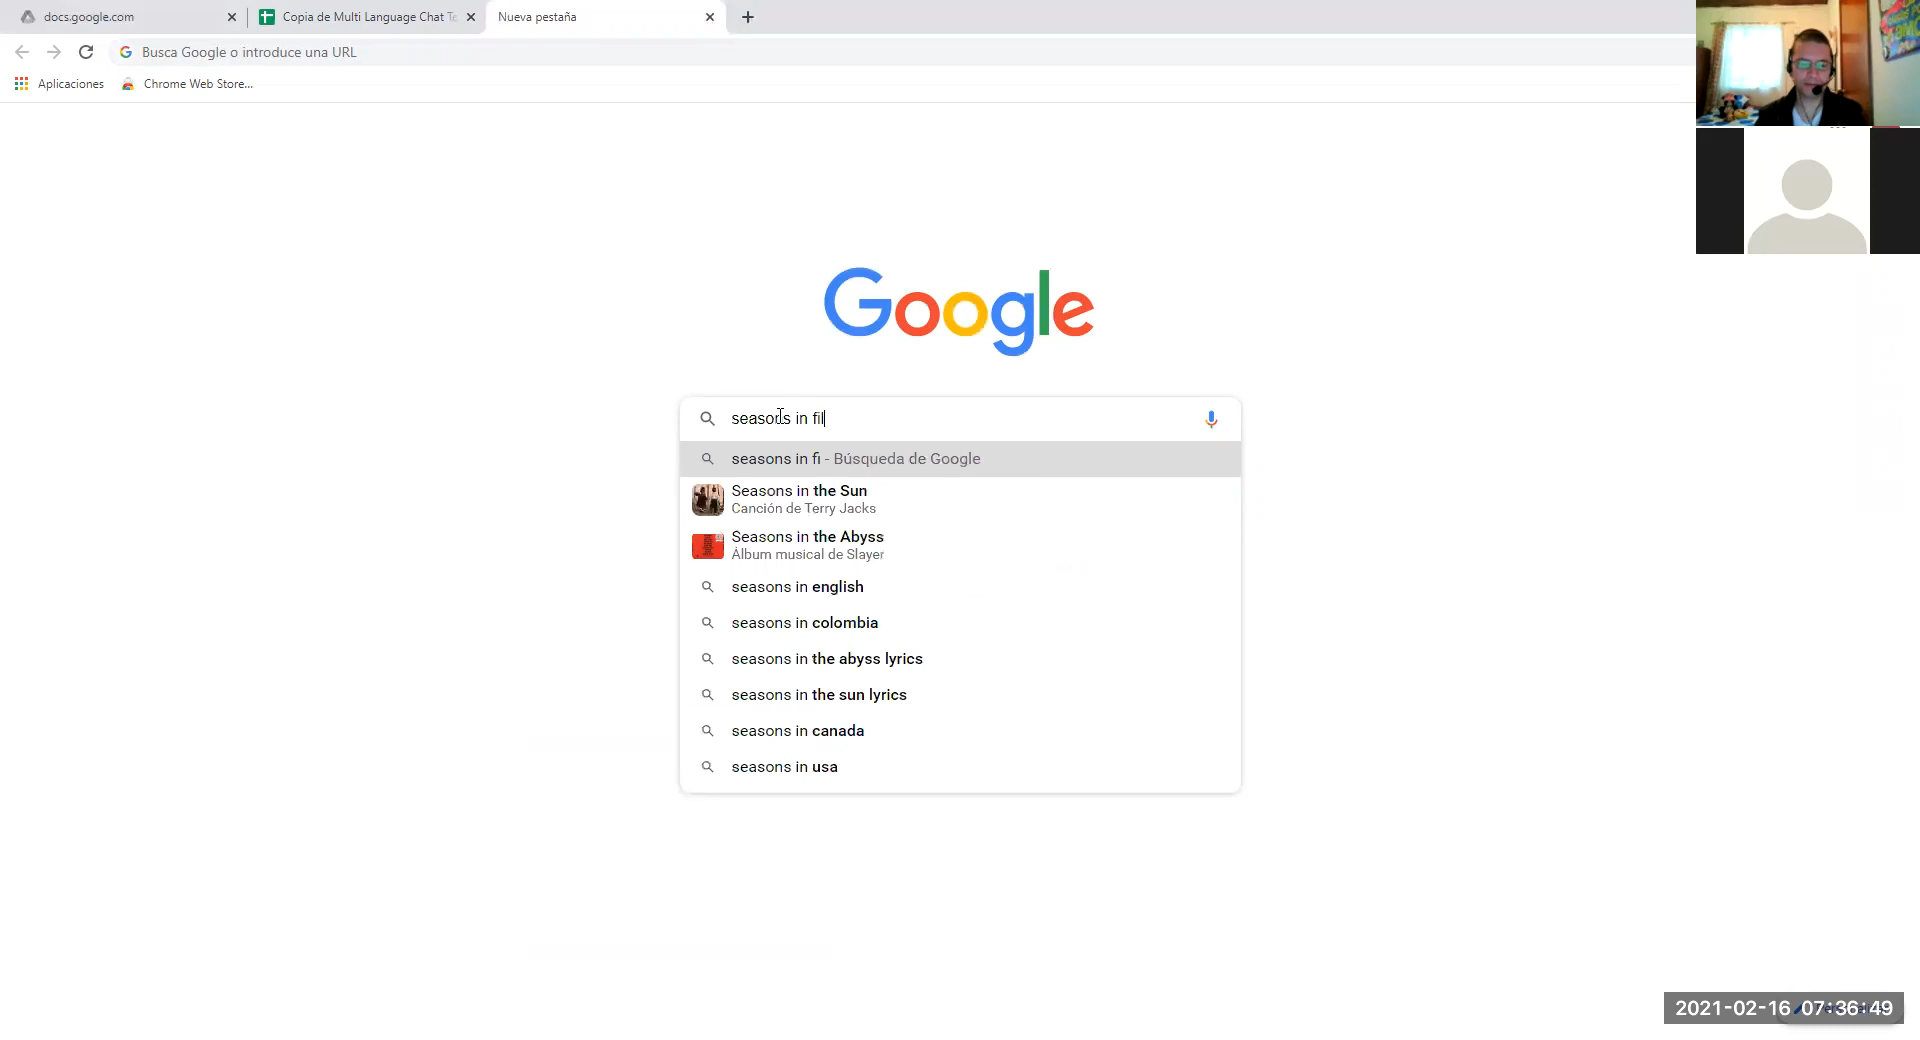 docs.google.com
Copia de Multi Language Chat Te
Nueva pestaña
Busca Google o introduce una URL
Aplicaciones
Chrome Web Store...
Google
seasons in fil
seasons in fi - Búsqueda de Google
Seasons in the Sun
Canción de Terry Jacks
Seasons in the Abyss
Álbum musical de Slayer
seasons in english
seasons in colombia
seasons in the abyss lyrics
seasons in the sun lyrics
seasons in canada
seasons in usa
2021-02-16 07:36:49